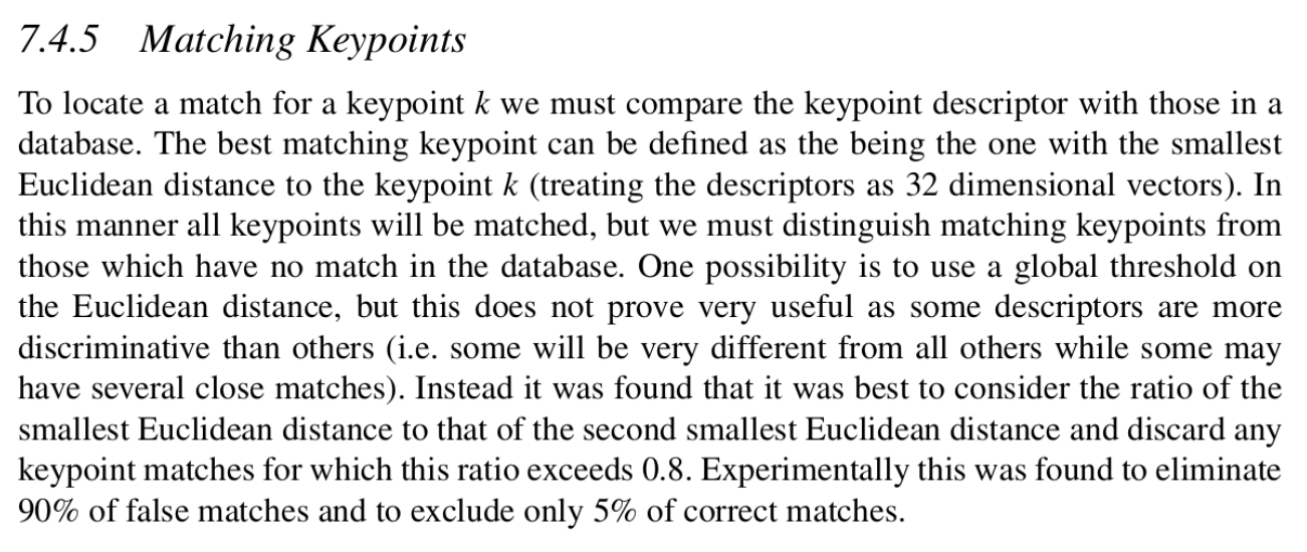 7.4.5 Matching Keypoints
To locate a match for a keypoint k we must compare the keypoint descriptor with those in a
database. The best matching keypoint can be defined as the being the one with the smallest
Euclidean distance to the keypoint k (treating the descriptors as 32 dimensional vectors). In
this manner all keypoints will be matched, but we must distinguish matching keypoints from
those which have no match in the database. One possibility is to use a global threshold on
the Euclidean distance, but this does not prove very useful as some descriptors are more
discriminative than others (i.e. some will be very different from all others while some may
have several close matches). Instead it was found that it was best to consider the ratio of the
smallest Euclidean distance to that of the second smallest Euclidean distance and discard any
keypoint matches for which this ratio exceeds 0.8. Experimentally this was found to eliminate
90% of false matches and to exclude only 5% of correct matches.